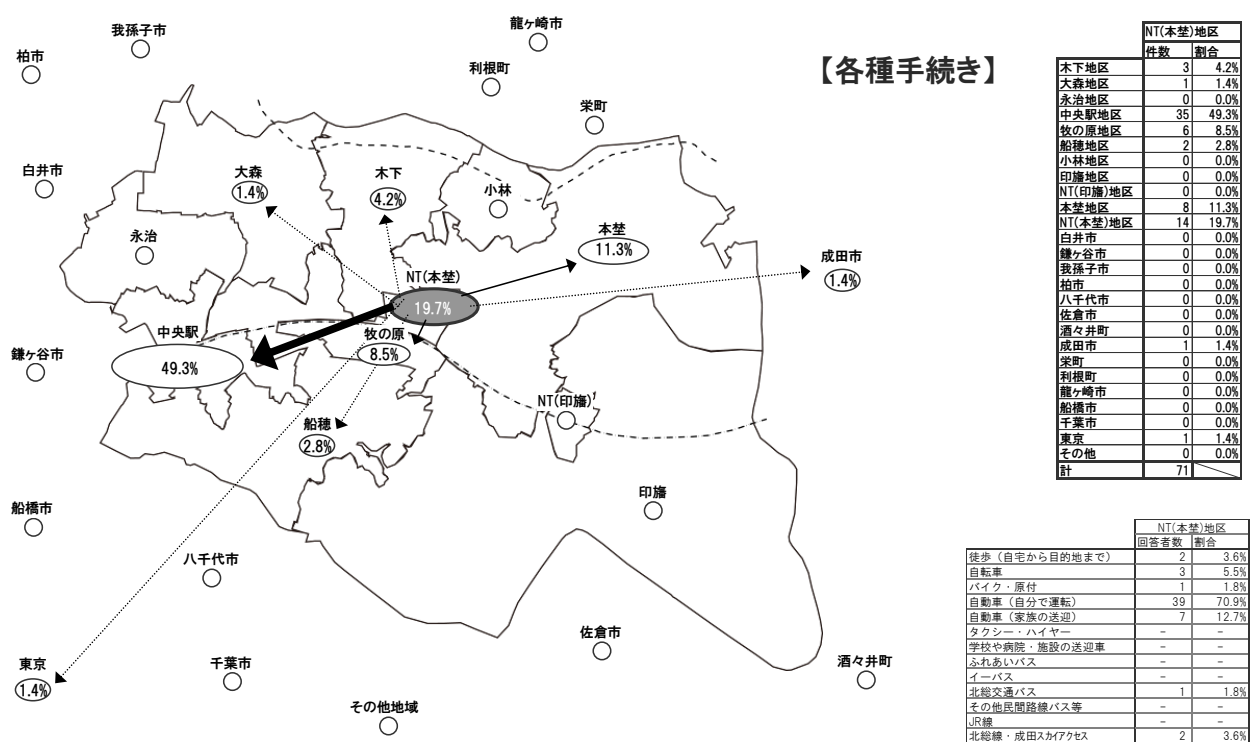 【各種手続き】
龍ヶ崎市
我孫子市
柏市
利根町
栄町
白井市
大森
1.4%
木下
4.2%
小林
本埜
11.3%
永治
成田市
1.4%
NT(本埜)
19.7%
中央駅
49.3%
牧の原
8.5%
鎌ヶ谷市
NT(印旛)
船穂
2.8%
印旛
船橋市
八千代市
佐倉市
東京
1.4%
千葉市
酒々井町
その他地域
NT(本埜)地区
件数 割合
木下地区 3 4.2%
大森地区 1 1.4%
永治地区 0 0.0%
中央駅地区 35 49.3%
牧の原地区 6 8.5%
船穂地区 2 2.8%
小林地区 0 0.0%
印旛地区 0 0.0%
NT(印旛)地区 0 0.0%
本埜地区 8 11.3%
NT(本埜)地区 14 19.7%
白井市 0 0.0%
鎌ヶ谷市 0 0.0%
我孫子市 0 0.0%
柏市 0 0.0%
八千代市 0 0.0%
佐倉市 0 0.0%
酒々井町 0 0.0%
成田市 1 1.4%
栄町 0 0.0%
利根町 0 0.0%
龍ヶ崎市 0 0.0%
船橋市 0 0.0%
千葉市 0 0.0%
東京 1 1.4%
その他 0 0.0%
計 71
NT(本埜)地区
回答者数 割合
徒歩（自宅から目的地まで） 2 3.6%
自転車 3 5.5%
バイク・原付 1 1.8%
自動車（自分で運転） 39 70.9%
自動車（家族の送迎） 7 12.7%
タクシー・ハイヤー － －
学校や病院・施設の送迎車 － －
ふれあいバス － －
イーバス － －
北総交通バス 1 1.8%
その他民間路線バス等 － －
JR線 － －
北総線・成田スカイアクセス 2 3.6%